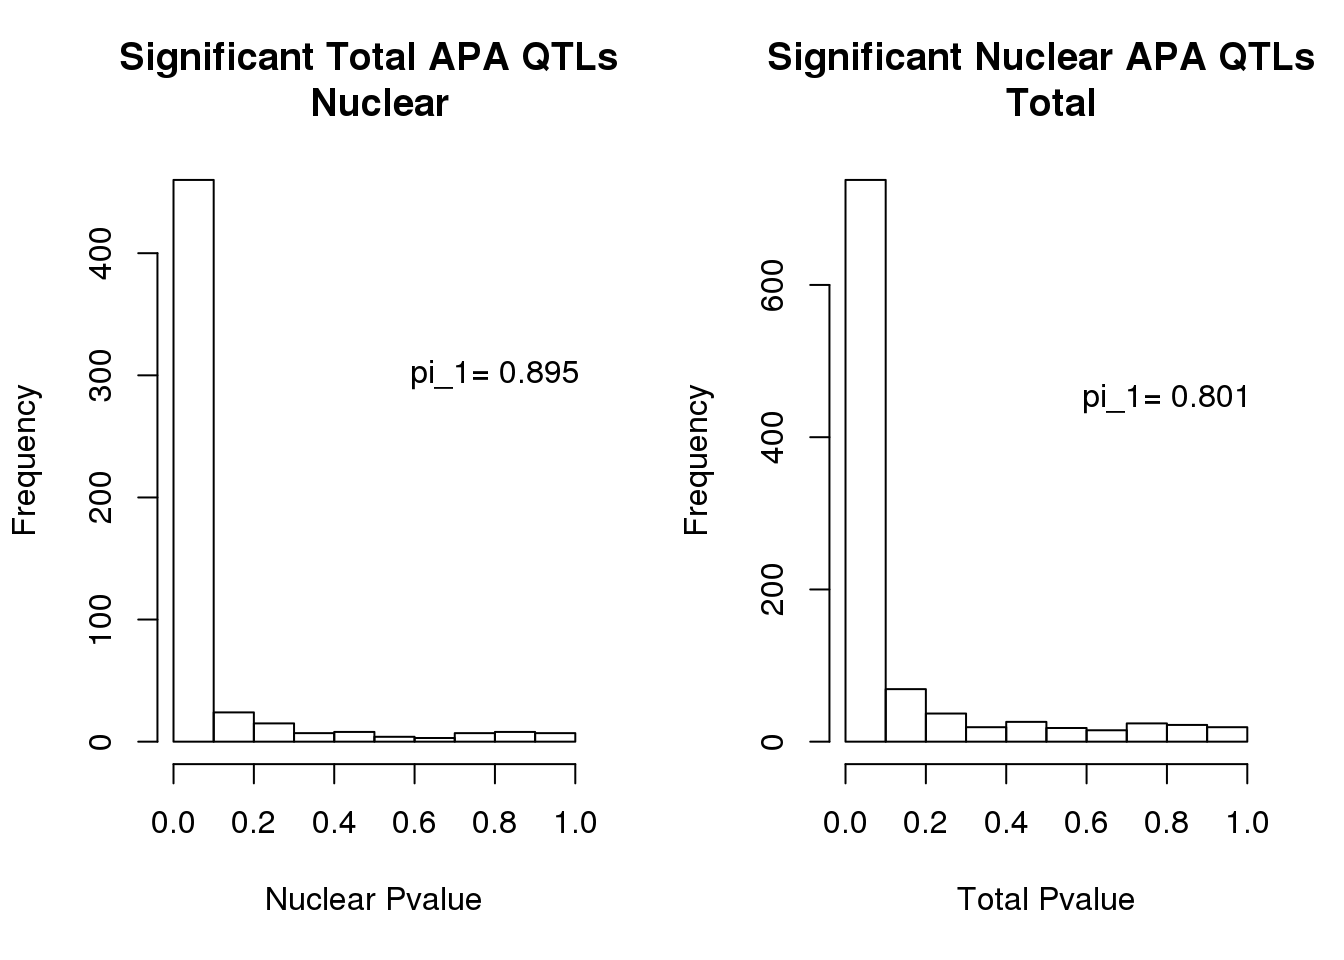 Significant Total APA QTLs
Nuclear
400
300
200
100
0
Frequency
pi_1= 0.895
0.0 0.2 0.4 0.6 0.8 1.0
Nuclear Pvalue
Significant Nuclear APA QTLs
Total
600
400
200
0
Frequency
pi_1= 0.801
0.0 0.2 0.4 0.6 0.8 1.0
Total Pvalue